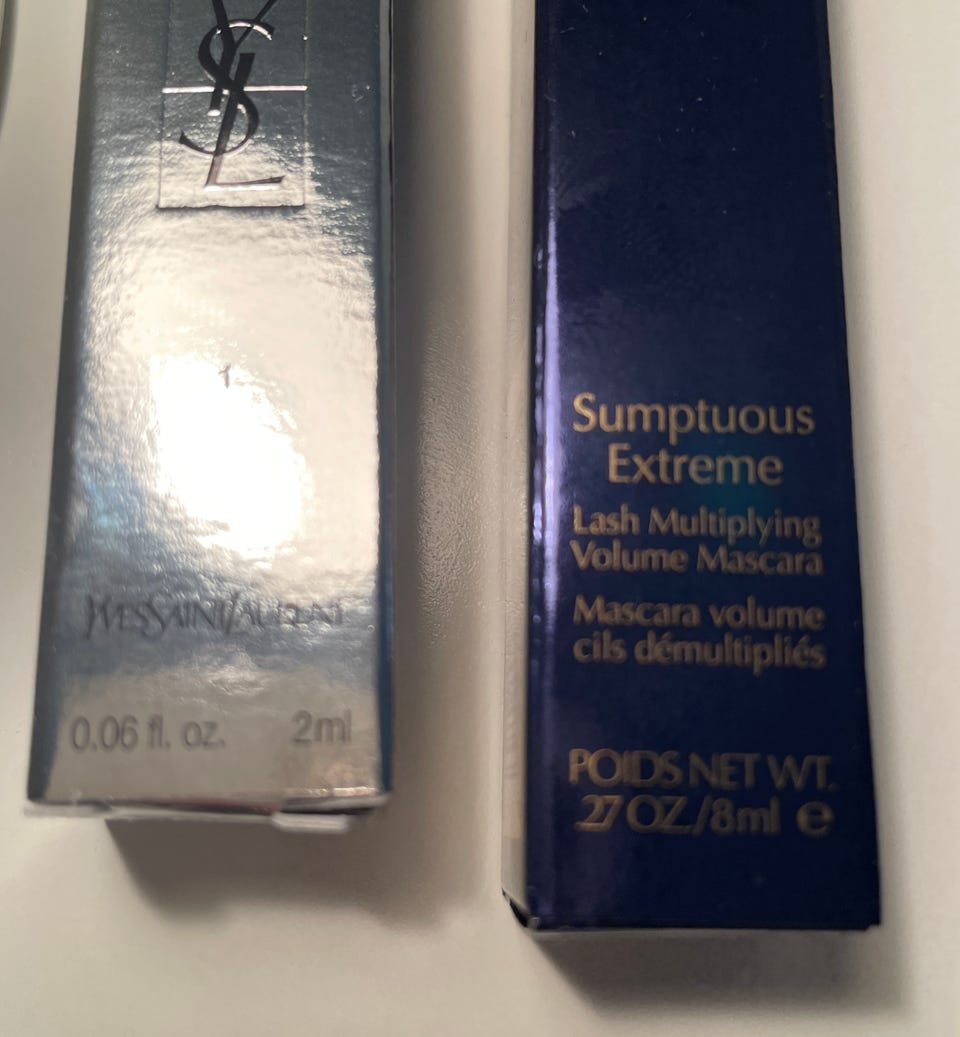 YSL
1
YVESSAINTLAURENT
0.06 fl. oz. 2ml
Sumptuous
Extreme
Lash Multiplying
Volume Mascara
Mascara volume
cils démultipliés
POIDS NET WT.
.27 OZ./8ml e